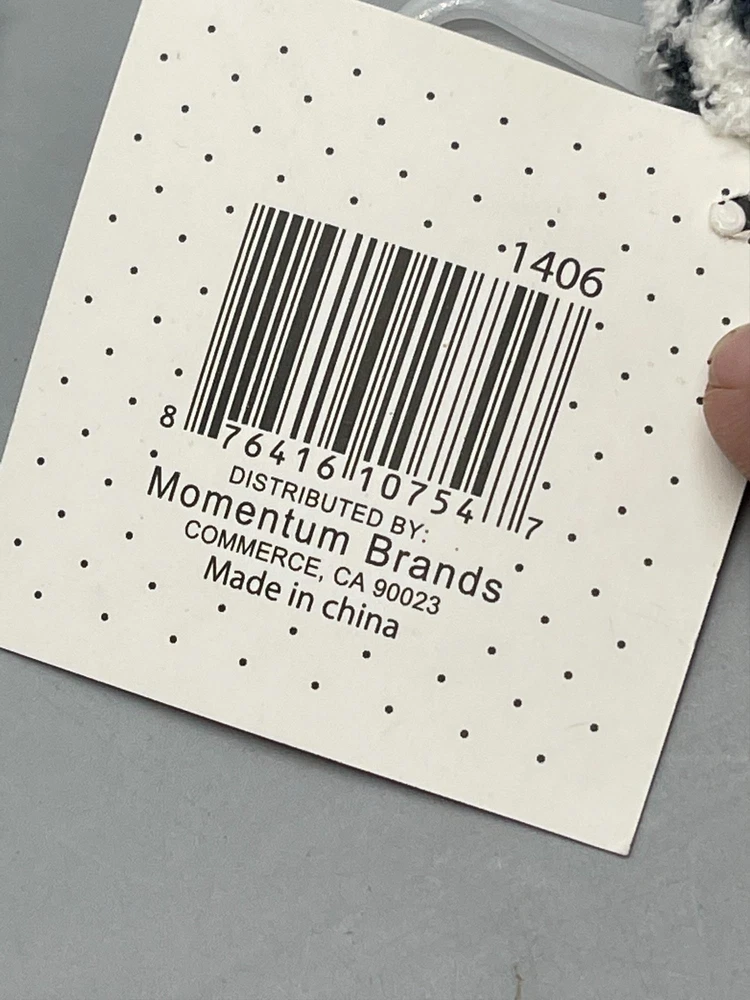 1406
8 76416 10754 7
DISTRIBUTED BY:
Momentum Brands
COMMERCE, CA 90023
Made in china